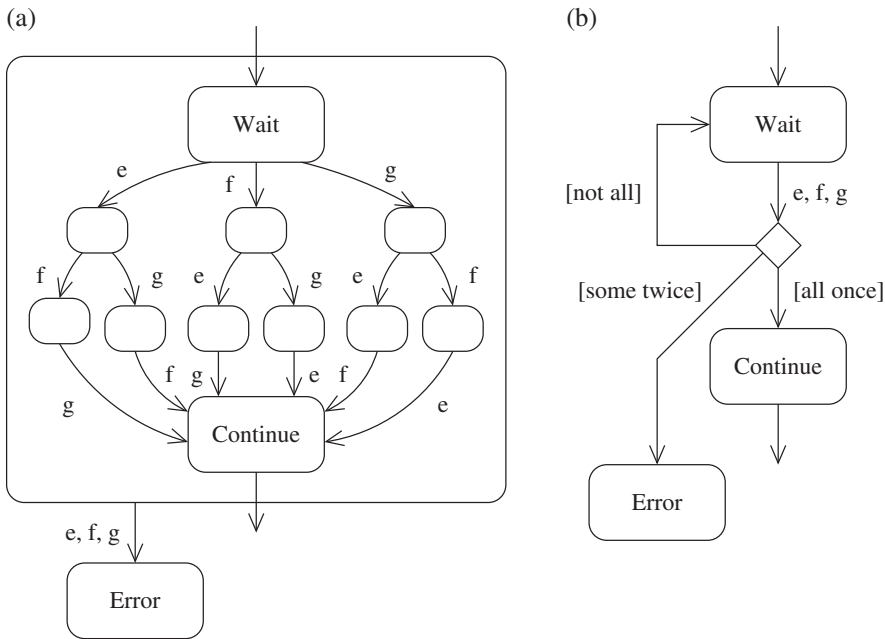 (a)
Wait
e
f
g
f
g
e
g
e
f
g
f
g
e
f
e
Continue
e, f, g
Error
(b)
Wait
[not all]
e, f, g
[some twice]
[all once]
Continue
Error